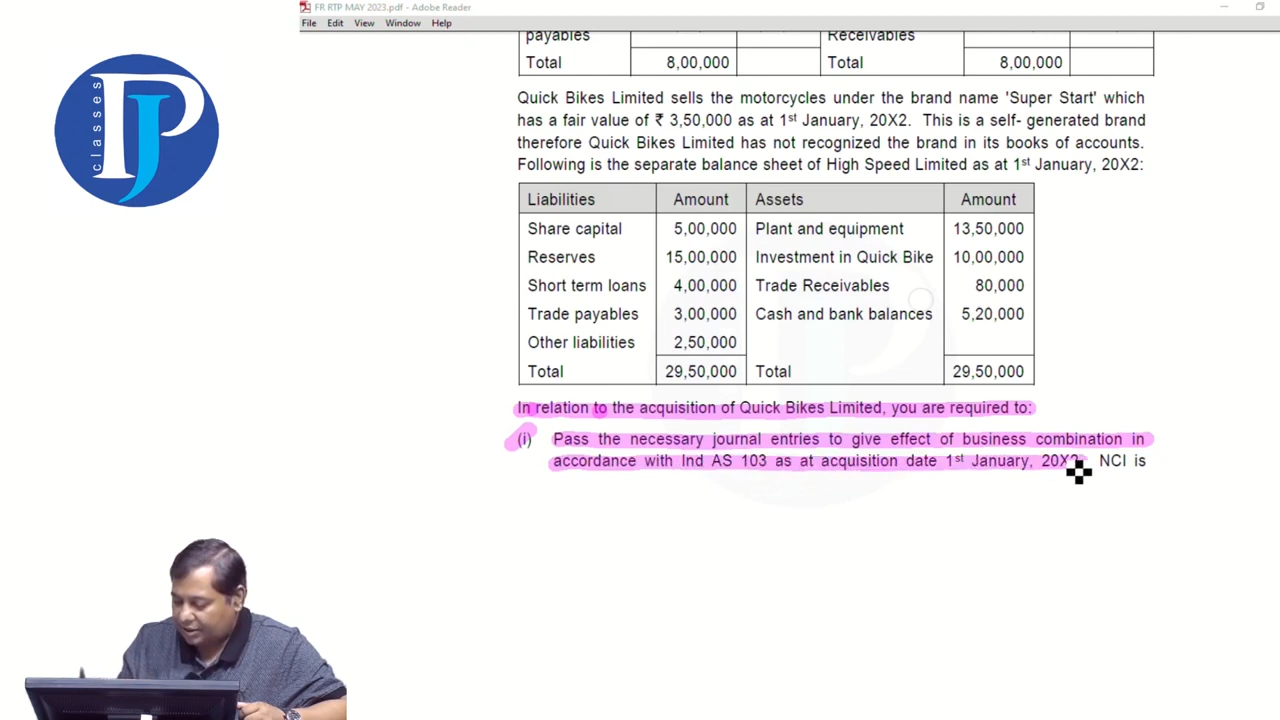 FR RTP MAY 2023.pdf - Adobe Reader
File Edit View Window Help
PJ classes
payables Receivables
Total 8,00,000 Total 8,00,000
Quick Bikes Limited sells the motorcycles under the brand name 'Super Start' which
has a fair value of ₹ 3,50,000 as at 1st January, 20X2. This is a self- generated brand
therefore Quick Bikes Limited has not recognized the brand in its books of accounts.
Following is the separate balance sheet of High Speed Limited as at 1st January, 20X2:
Liabilities Amount Assets Amount
Share capital 5,00,000 Plant and equipment 13,50,000
Reserves 15,00,000 Investment in Quick Bike 10,00,000
Short term loans 4,00,000 Trade Receivables 80,000
Trade payables 3,00,000 Cash and bank balances 5,20,000
Other liabilities 2,50,000
Total 29,50,000 Total 29,50,000
In relation to the acquisition of Quick Bikes Limited, you are required to:
(i) Pass the necessary journal entries to give effect of business combination in
accordance with Ind AS 103 as at acquisition date 1st January, 20X2. NCI is